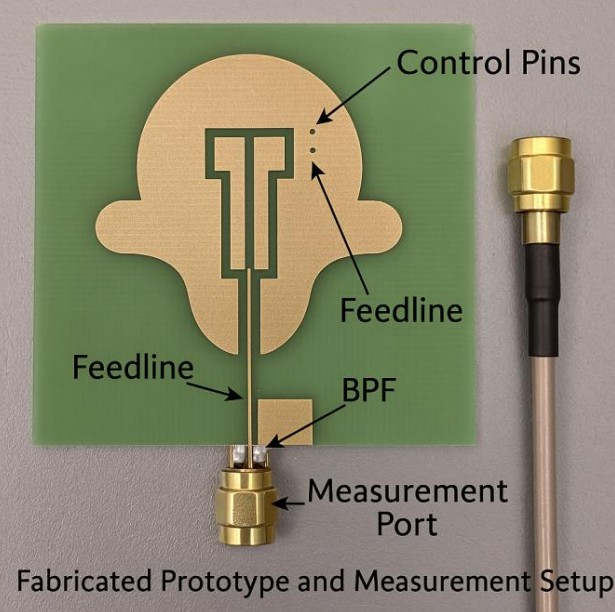 Control Pins
Feedline
Feedline
BPF
Measurement
Port
Fabricated Prototype and Measurement Setup